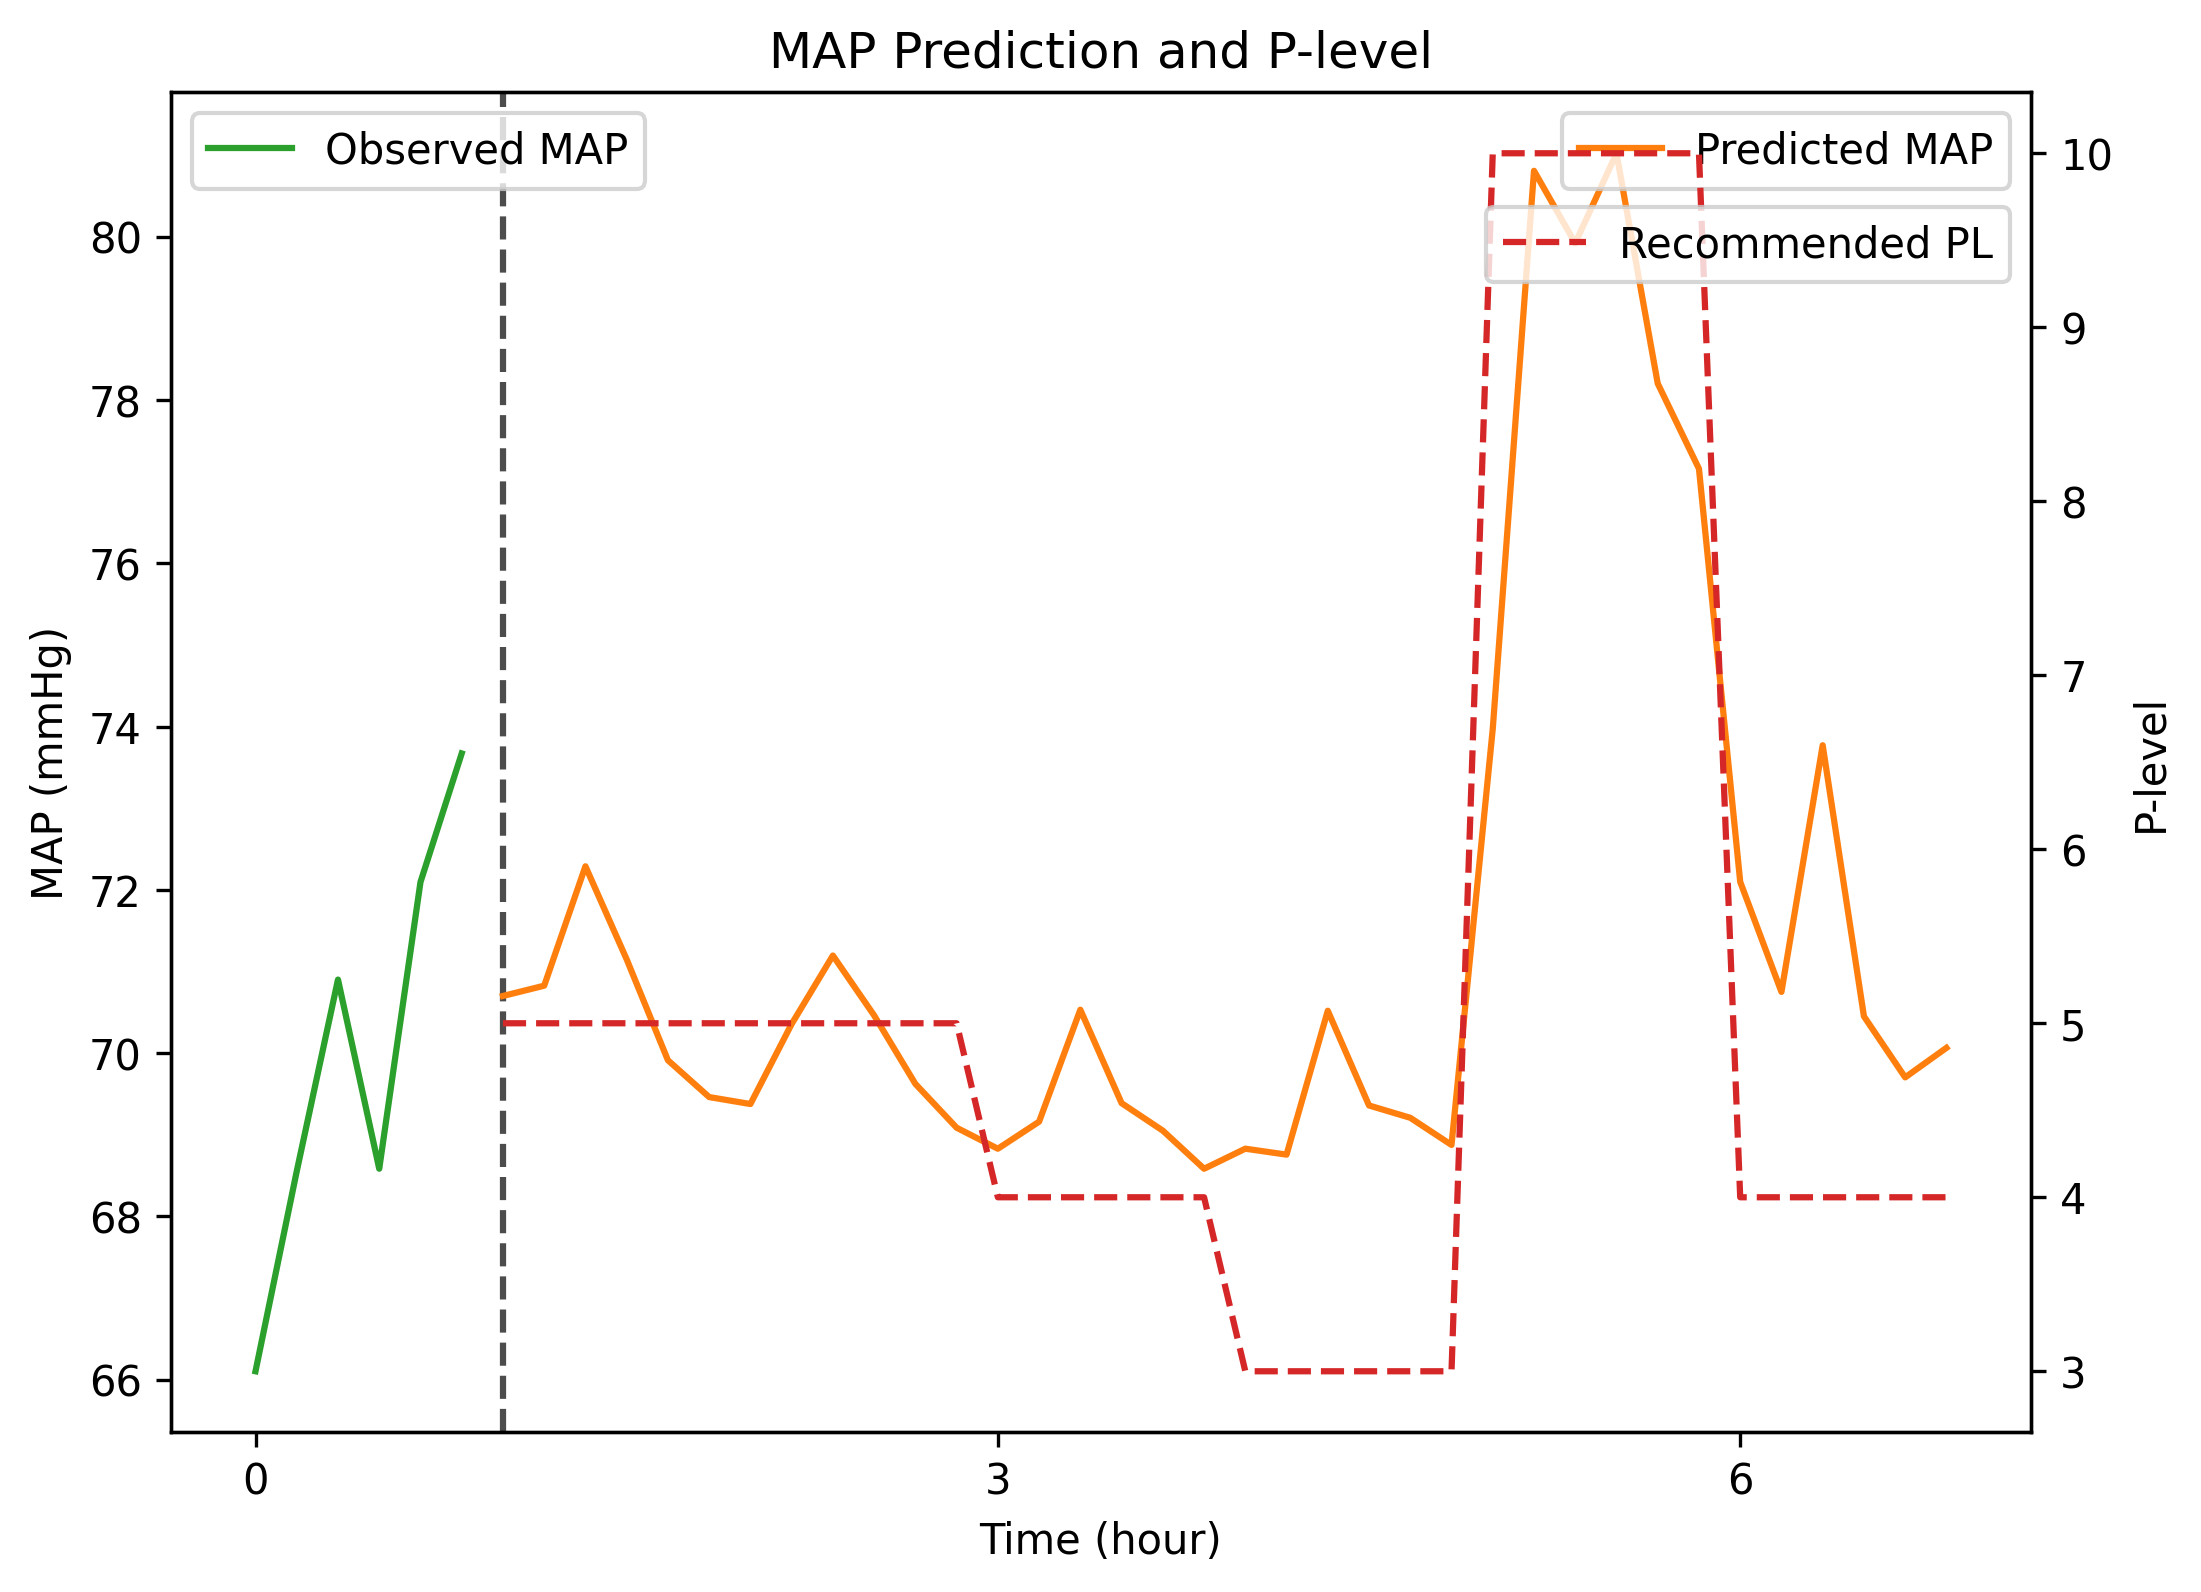 MAP Prediction and P-level
Observed MAP
Predicted MAP
Recommended PL
80
78
76
74
72
70
68
66
MAP (mmHg)
10
9
8
7
6
5
4
3
P-level
0
3
6
Time (hour)